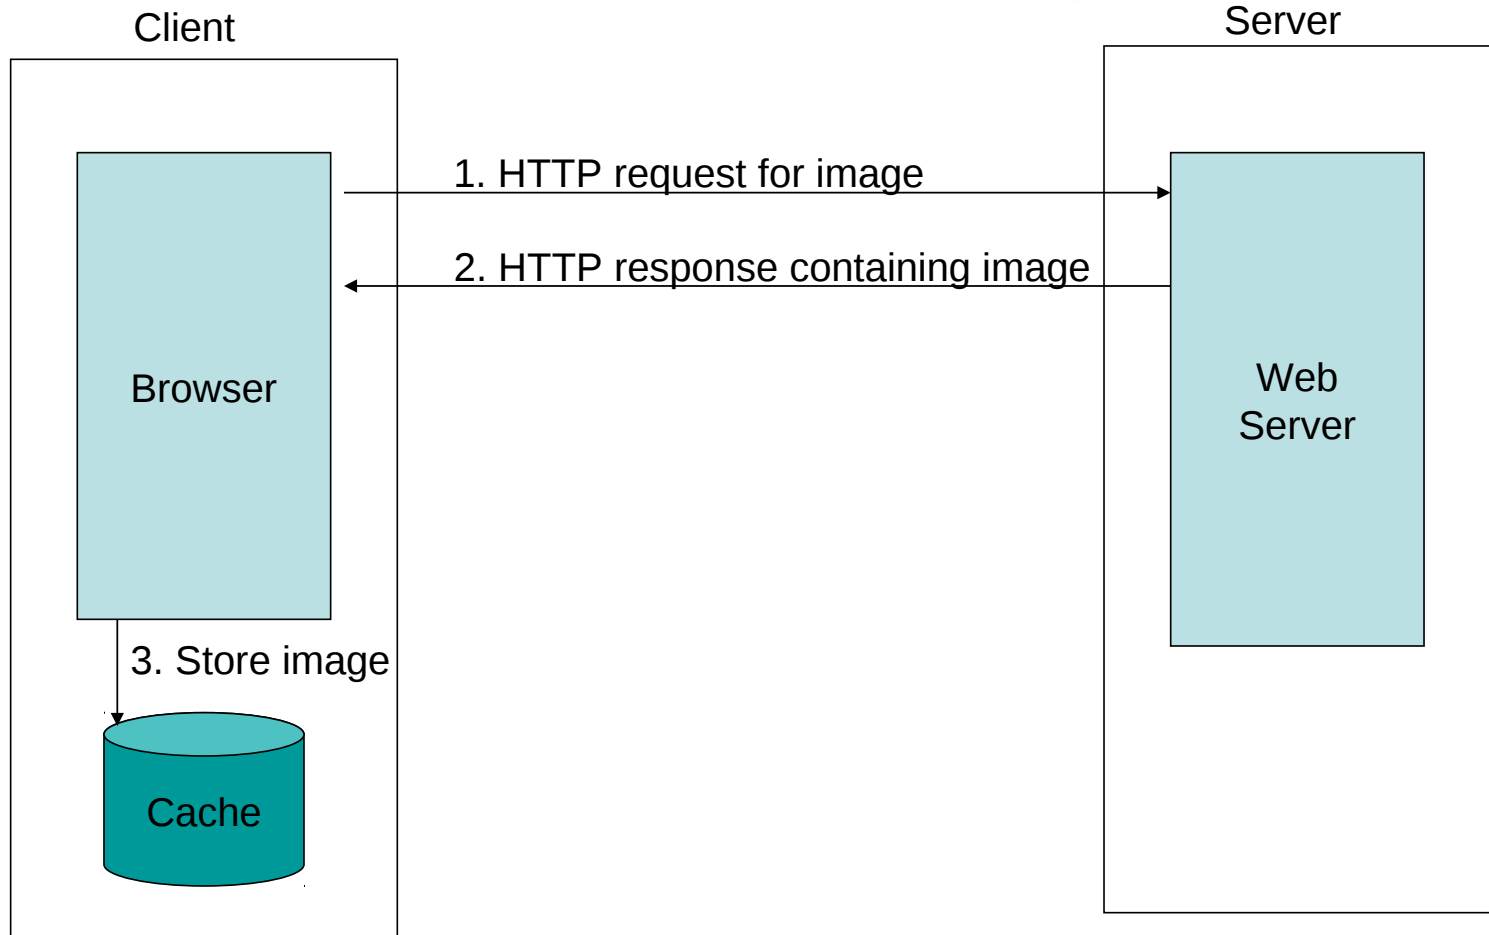 Client
Server
1. HTTP request for image
2. HTTP response containing image
Browser
Web
Server
3. Store image
Cache